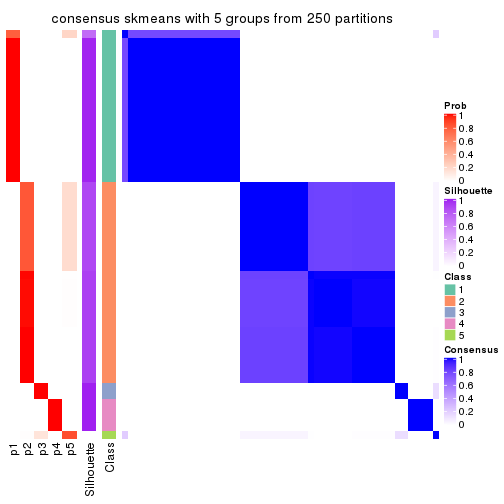 consensus skmeans with 5 groups from 250 partitions
Prob
1
0.8
0.6
0.4
0.2
0
Silhouette
1
0.8
0.6
0.4
0.2
0
Class
1
2
3
4
5
Consensus
1
0.8
0.6
0.4
0.2
0
p1
p2
p3
p4
p5
Silhouette
Class